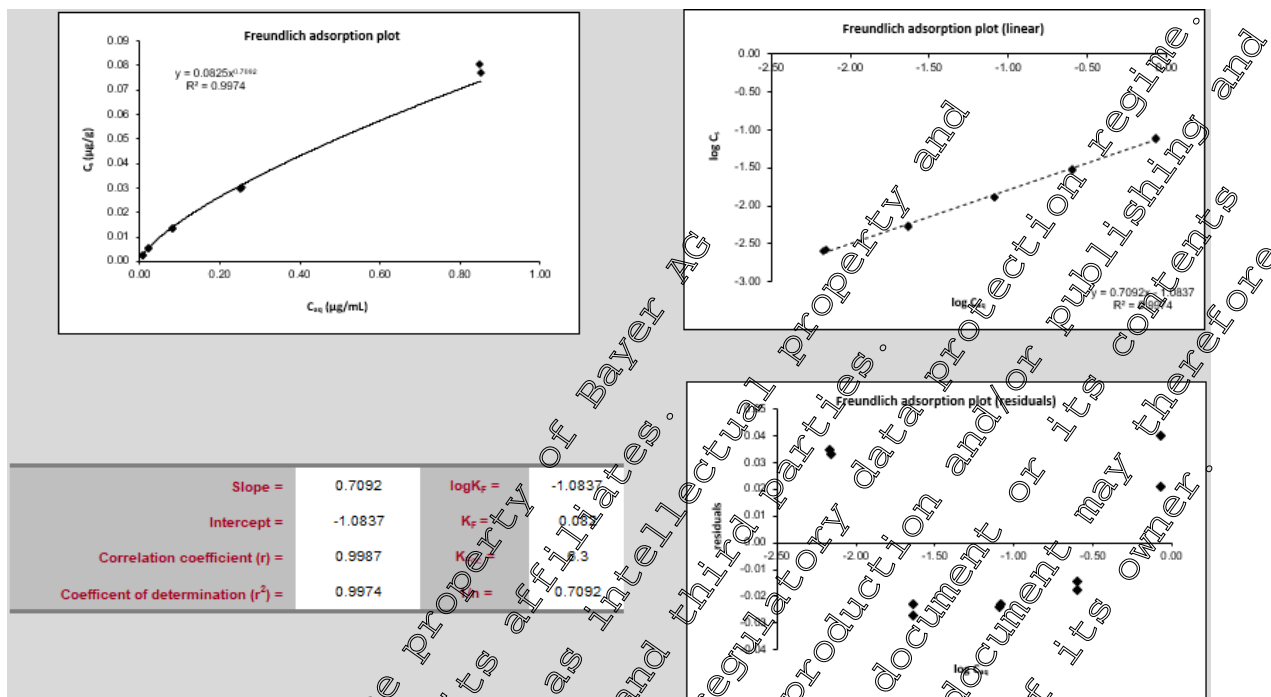 Freundlich adsorption plot
0.09
0.08
0.07
0.06
0.05
0.04
0.03
0.02
0.01
0.00
y = 0.0825x^0.7092
R² = 0.9974
Cs (µg/g)
0.00 0.20 0.40 0.60 0.80 1.00
Caq (µg/mL)
Freundlich adsorption plot (linear)
0.00
-2.50 -2.00 -1.50 -1.00 -0.50 0.00
-0.50
-1.00
-1.50
-2.00
-2.50
-3.00
log Cs
log Caq
y = 0.7092x - 1.0837
R² = 0.9974
Freundlich adsorption plot (residuals)
0.05
0.04
0.03
0.02
0.01
0.00
-2.50 -2.00 -1.50 -1.00 -0.50 0.00
-0.01
-0.02
-0.03
-0.04
residuals
log Caq
Slope = 0.7092 logKF = -1.0837
Intercept = -1.0837 KF = 0.082
Correlation coefficient (r) = 0.9987
Coefficent of determination (r²) = 0.9974 0.7092
property of Bayer AG
its affiliates.
as intellectual property and
and third parties.
regulatory data protection regime.
production and/or publishing and
document or its contents
document may therefore
of its owner.